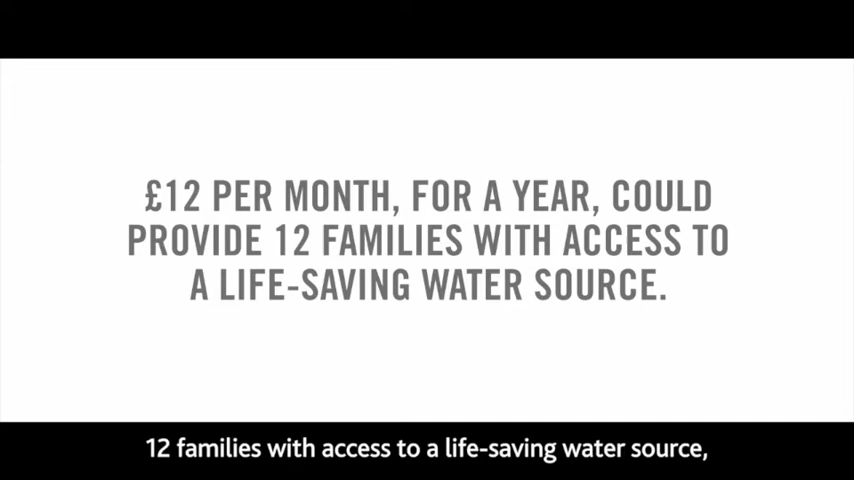 £12 PER MONTH, FOR A YEAR, COULD
PROVIDE 12 FAMILIES WITH ACCESS TO
A LIFE-SAVING WATER SOURCE.
12 families with access to a life-saving water source,